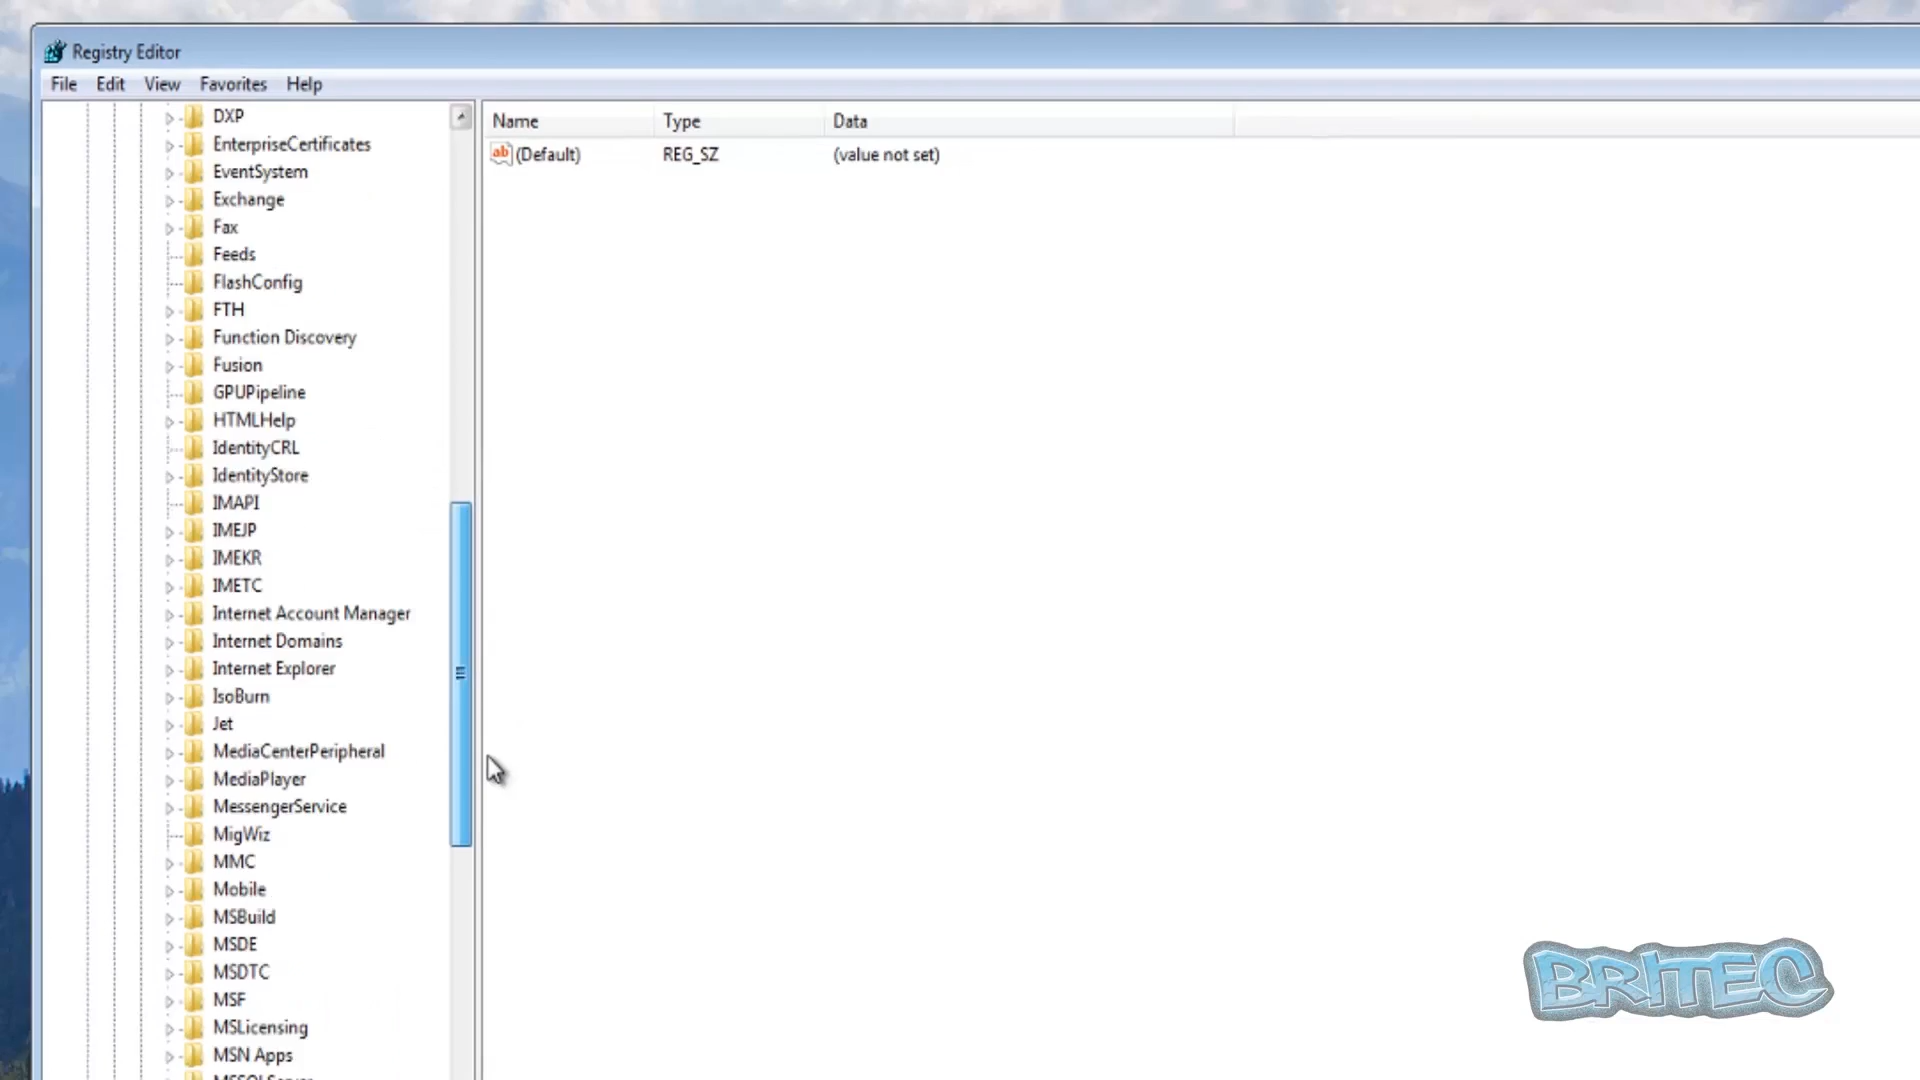 Registry Editor
File Edit View Favorites Help
DXP
EnterpriseCertificates
EventSystem
Exchange
Fax
Feeds
FlashConfig
FTH
Function Discovery
Fusion
GPUPipeline
HTMLHelp
IdentityCRL
IdentityStore
IMAPI
IMEJP
IMEKR
IMETC
Internet Account Manager
Internet Domains
Internet Explorer
IsoBurn
Jet
MediaCenterPeripheral
MediaPlayer
MessengerService
MigWiz
MMC
Mobile
MSBuild
MSDE
MSDTC
MSF
MSLicensing
MSN Apps
Name Type Data
ab (Default) REG_SZ (value not set)
BRITEC